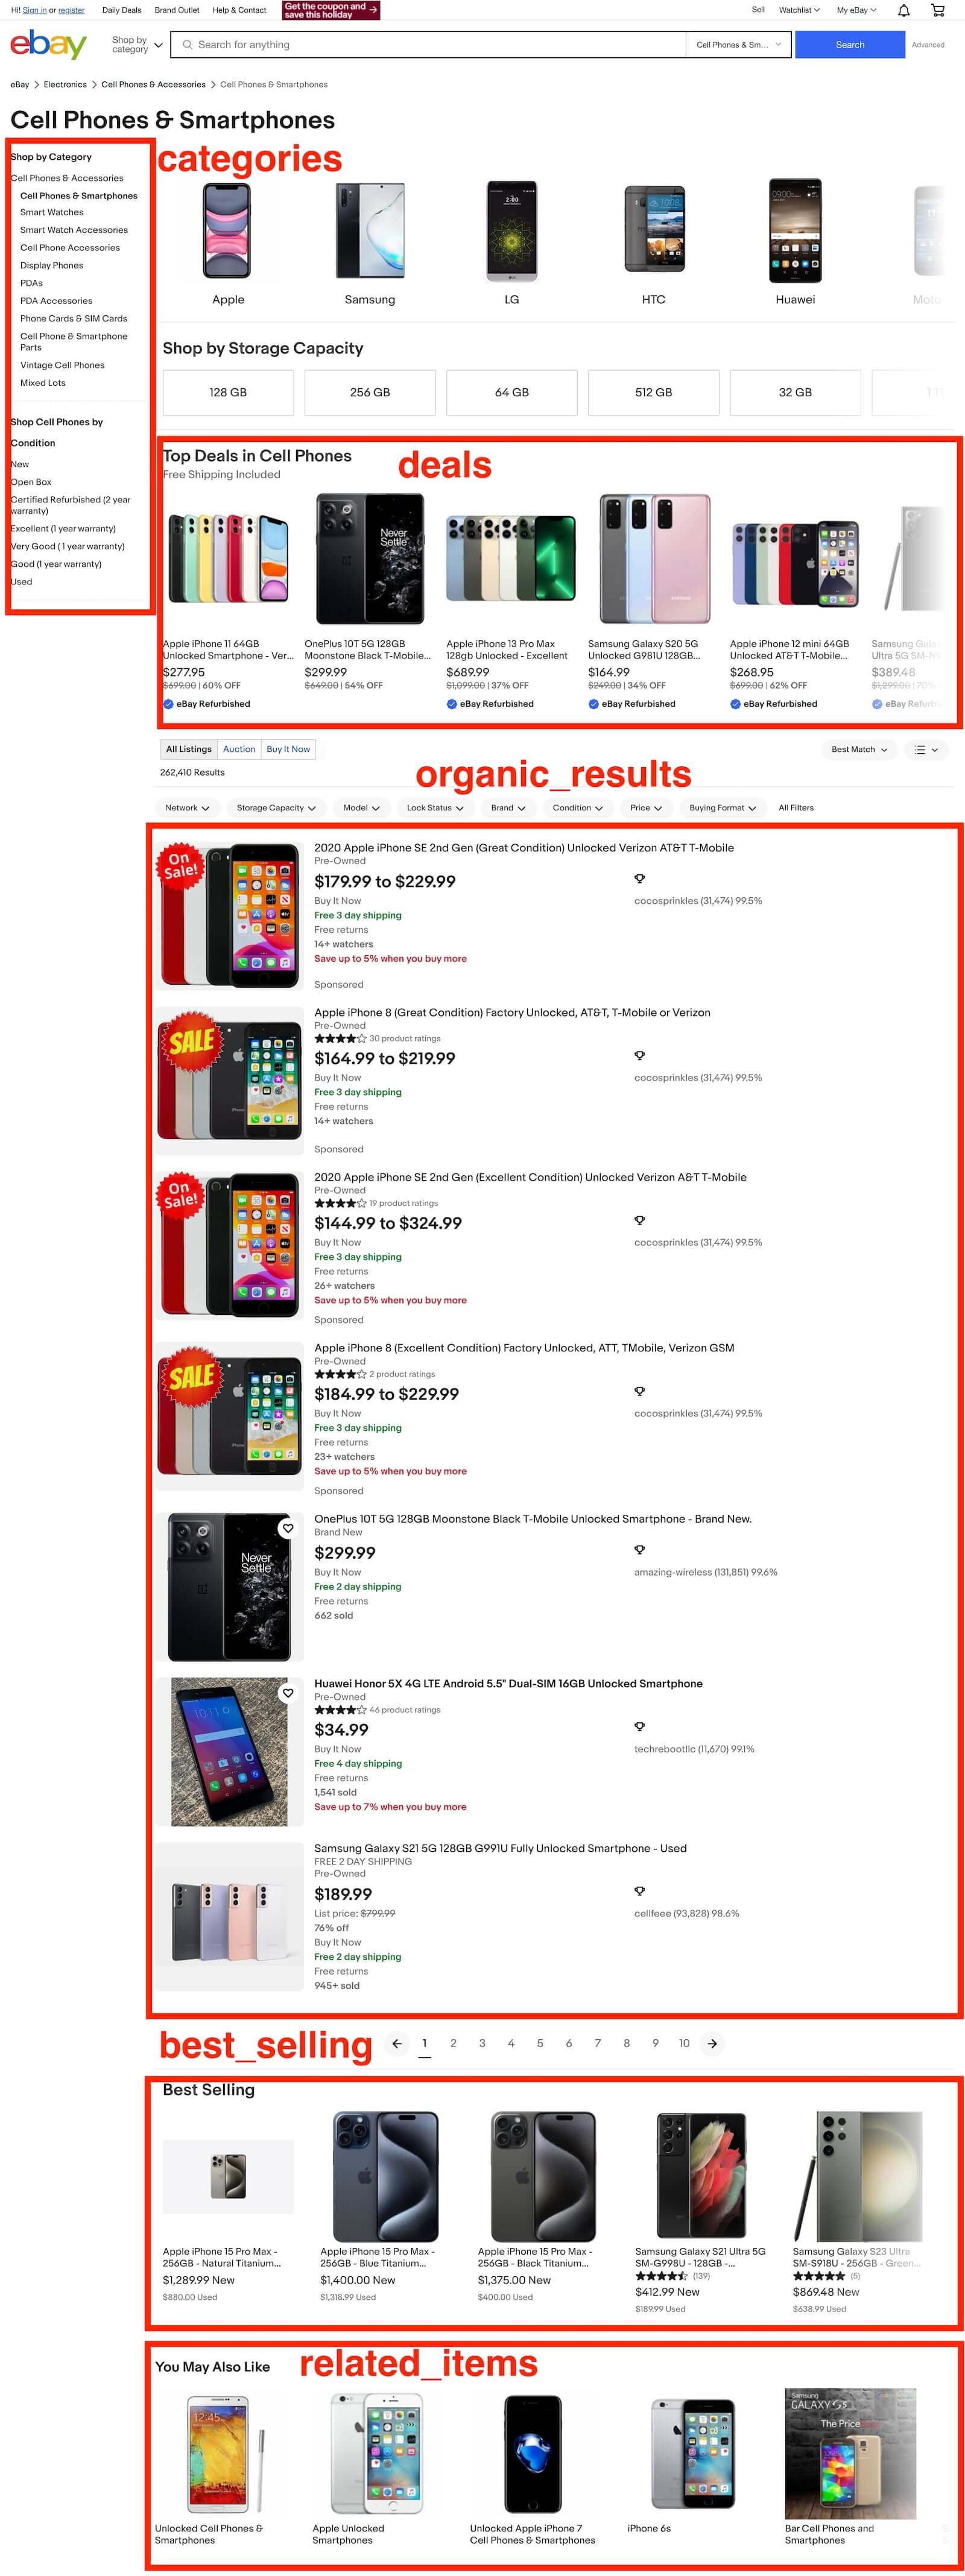 Hi! Sign in or register Daily Deals Brand Outlet Help & Contact Get the coupon and save this holiday Sell Watchlist My eBay
ebay
Shop by category
Search for anything
Cell Phones & Sm...
Search
Advanced
eBay Electronics Cell Phones & Accessories Cell Phones & Smartphones
Cell Phones & Smartphones
categories
Shop by Category
Cell Phones & Accessories
Cell Phones & Smartphones
Smart Watches
Smart Watch Accessories
Cell Phone Accessories
Display Phones
PDAs
PDA Accessories
Phone Cards & SIM Cards
Cell Phone & Smartphone
Parts
Vintage Cell Phones
Mixed Lots
Shop Cell Phones by
Condition
New
Open Box
Certified Refurbished (2 year
warranty)
Excellent (1 year warranty)
Very Good ( 1 year warranty)
Good (1 year warranty)
Used
Apple Samsung LG HTC Huawei Moto
Shop by Storage Capacity
128 GB 256 GB 64 GB 512 GB 32 GB
Top Deals in Cell Phones
deals
Free Shipping Included
Apple iPhone 11 64GB
Unlocked Smartphone - Ver...
$277.95
$699.00 | 60% OFF
eBay Refurbished
OnePlus 10T 5G 128GB
Moonstone Black T-Mobile...
$299.99
$649.00 | 54% OFF
Apple iPhone 13 Pro Max
128gb Unlocked - Excellent
$689.99
$1,099.00 | 37% OFF
eBay Refurbished
Samsung Galaxy S20 5G
Unlocked G981U 128GB...
$164.99
$249.00 | 34% OFF
eBay Refurbished
Apple iPhone 12 mini 64GB
Unlocked AT&T T-Mobile...
$268.95
$699.00 | 62% OFF
eBay Refurbished
Samsung Galax
Ultra 5G SM-N
$389.48
$1,299.00 | 70%
eBay Refurbis
All Listings Auction Buy It Now
Best Match
262,410 Results
organic_results
Network Storage Capacity Model Lock Status Brand Condition Price Buying Format All Filters
On Sale!
2020 Apple iPhone SE 2nd Gen (Great Condition) Unlocked Verizon AT&T T-Mobile
Pre-Owned
$179.99 to $229.99
Buy It Now
cocosprinkles (31,474) 99.5%
Free 3 day shipping
Free returns
14+ watchers
Save up to 5% when you buy more
Sponsored
SALE
Apple iPhone 8 (Great Condition) Factory Unlocked, AT&T, T-Mobile or Verizon
Pre-Owned
30 product ratings
$164.99 to $219.99
Buy It Now
cocosprinkles (31,474) 99.5%
Free 3 day shipping
Free returns
14+ watchers
Sponsored
On Sale!
2020 Apple iPhone SE 2nd Gen (Excellent Condition) Unlocked Verizon A&T T-Mobile
Pre-Owned
19 product ratings
$144.99 to $324.99
Buy It Now
cocosprinkles (31,474) 99.5%
Free 3 day shipping
Free returns
26+ watchers
Save up to 5% when you buy more
Sponsored
SALE
Apple iPhone 8 (Excellent Condition) Factory Unlocked, ATT, TMobile, Verizon GSM
Pre-Owned
2 product ratings
$184.99 to $229.99
Buy It Now
cocosprinkles (31,474) 99.5%
Free 3 day shipping
Free returns
23+ watchers
Save up to 5% when you buy more
Sponsored
Never Settle
OnePlus 10T 5G 128GB Moonstone Black T-Mobile Unlocked Smartphone - Brand New.
Brand New
$299.99
Buy It Now
amazing-wireless (131,851) 99.6%
Free 2 day shipping
Free returns
662 sold
Huawei Honor 5X 4G LTE Android 5.5" Dual-SIM 16GB Unlocked Smartphone
Pre-Owned
46 product ratings
$34.99
Buy It Now
techrebootllc (11,670) 99.1%
Free 4 day shipping
Free returns
1,541 sold
Save up to 7% when you buy more
Samsung Galaxy S21 5G 128GB G991U Fully Unlocked Smartphone - Used
FREE 2 DAY SHIPPING
Pre-Owned
$189.99
List price: $799.99
cellfeee (93,828) 98.6%
76% off
Buy It Now
Free 2 day shipping
Free returns
945+ sold
best_selling
1 2 3 4 5 6 7 8 9 10
Best Selling
Apple iPhone 15 Pro Max -
256GB - Natural Titanium...
$1,289.99 New
$880.00 Used
Apple iPhone 15 Pro Max -
256GB - Blue Titanium...
$1,400.00 New
$1,318.99 Used
Apple iPhone 15 Pro Max -
256GB - Black Titanium...
$1,375.00 New
$400.00 Used
Samsung Galaxy S21 Ultra 5G
SM-G998U - 128GB -...
(139)
$412.99 New
$189.99 Used
Samsung Galaxy S23 Ultra
SM-S918U - 256GB - Green...
(5)
$869.48 New
$638.99 Used
You May Also Like
related_items
Samsung
GALAXY S5
The Price
Unlocked Cell Phones &
Smartphones
Apple Unlocked
Smartphones
Unlocked Apple iPhone 7
Cell Phones & Smartphones
iPhone 6s
Bar Cell Phones and
Smartphones